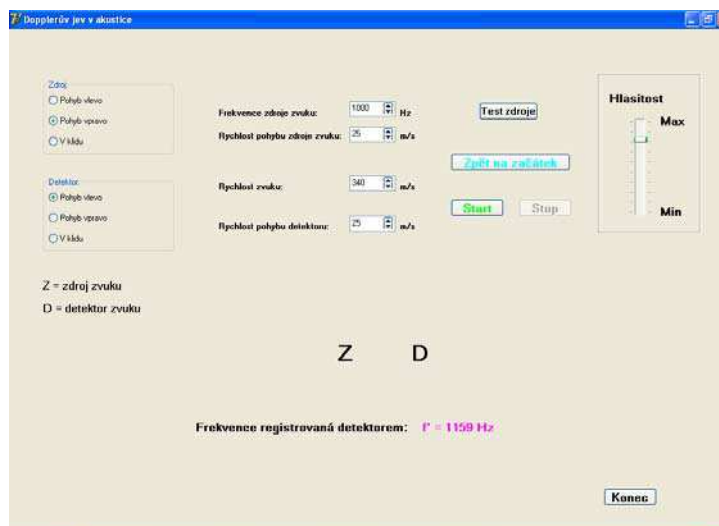 Dopplerův jev v akustice
Zdroj
Pohyb vlevo
Pohyb vpravo
V klidu
Detektor
Pohyb vlevo
Pohyb vpravo
V klidu
Frekvence zdroje zvuku: 1000 Hz
Rychlost pohybu zdroje zvuku: 25 m/s
Rychlost zvuku: 340 m/s
Rychlost pohybu detektoru: 25 m/s
Test zdroje
Zpět na začátek
Start Stop
Hlasitost
Max
Min
Z = zdroj zvuku
D = detektor zvuku
Z D
Frekvence registrovaná detektorem: f' = 1159 Hz
Konec